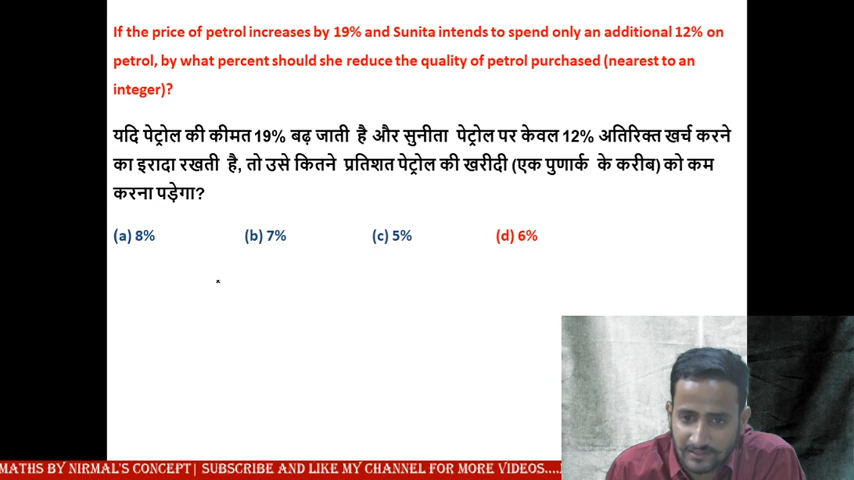 If the price of petrol increases by 19% and Sunita intends to spend only an additional 12% on
petrol, by what percent should she reduce the quality of petrol purchased (nearest to an
integer)?
यदि पेट्रोल की कीमत 19% बढ़ जाती है और सुनीता पेट्रोल पर केवल 12% अतिरिक्त खर्च करने
का इरादा रखती है, तो उसे कितने प्रतिशत पेट्रोल की खरीदी (एक पुणार्क के करीब) को कम
करना पड़ेगा?
(a) 8% (b) 7% (c) 5% (d) 6%
MATHS BY NIRMAL'S CONCEPT| SUBSCRIBE AND LIKE MY CHANNEL FOR MORE VIDEOS....